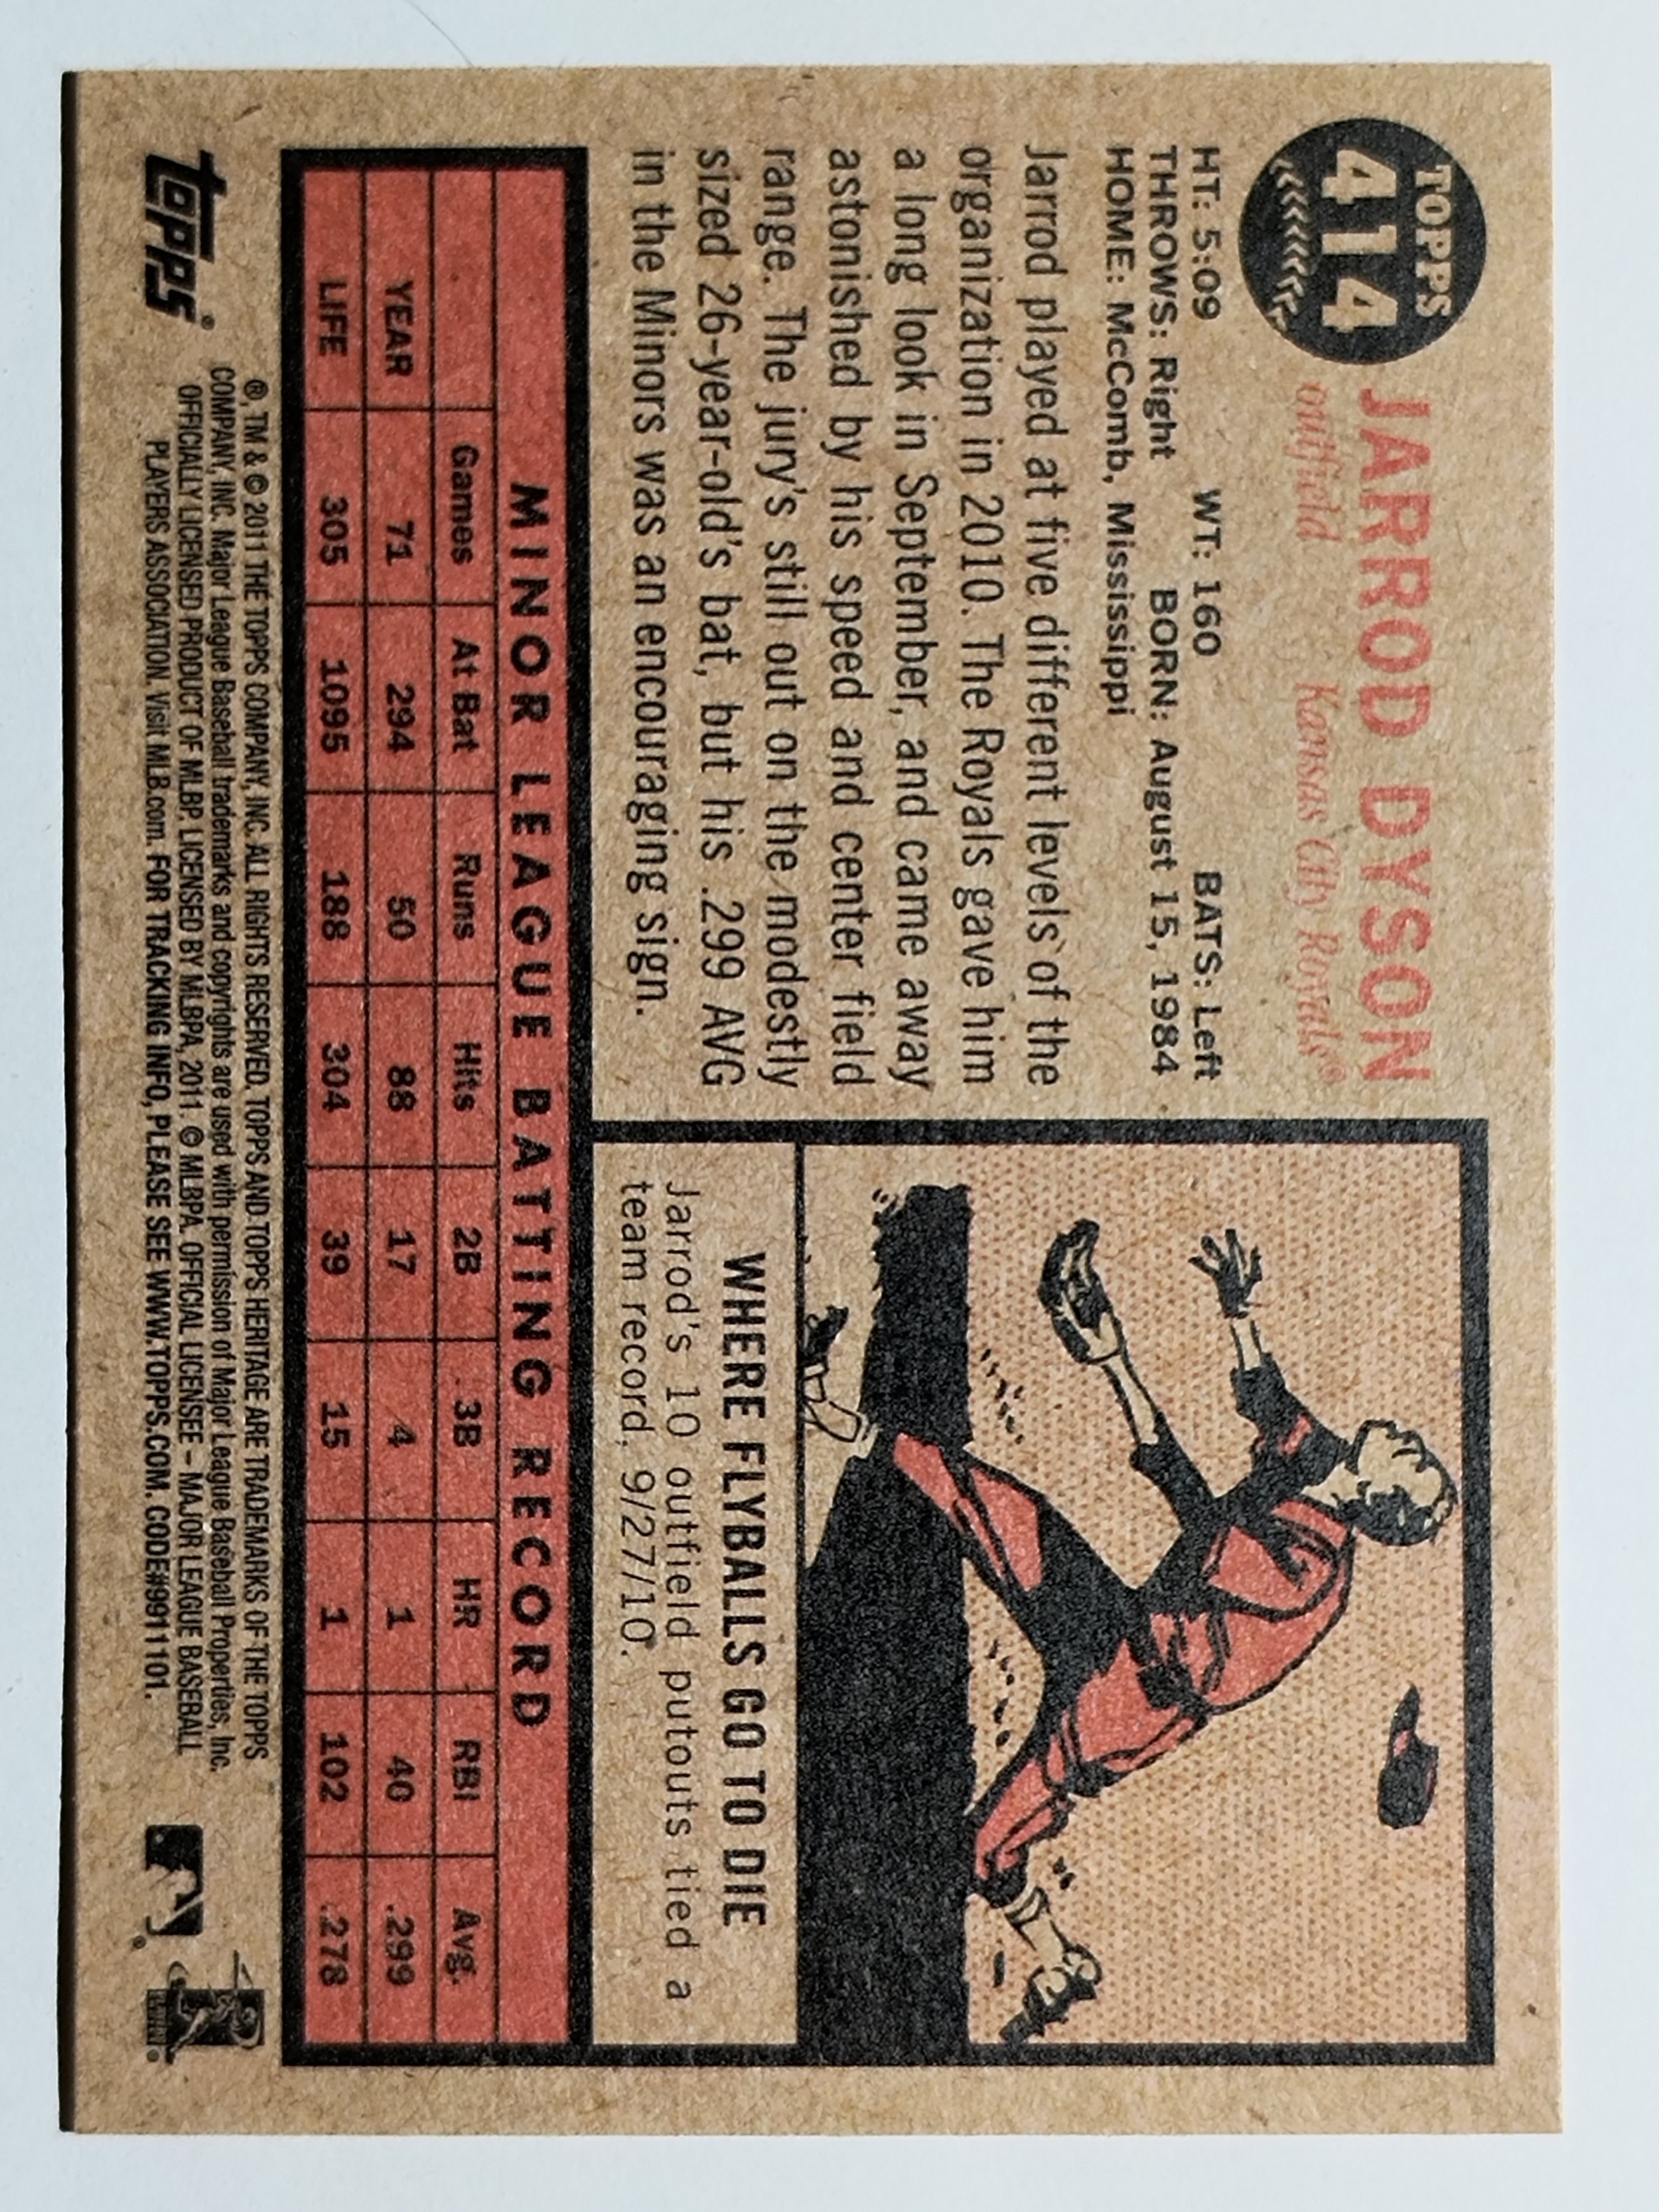 TOPPS
414
JARROD DYSON
outfield Kansas City Royals®
HT: 5:09 WT: 160 BATS: Left
THROWS: Right BORN: August 15, 1984
HOME: McComb, Mississippi
Jarrod played at five different levels of the
organization in 2010. The Royals gave him
a long look in September, and came away
astonished by his speed and center field
range. The jury's still out on the modestly
sized 26-year-old's bat, but his .299 AVG
in the Minors was an encouraging sign.
WHERE FLYBALLS GO TO DIE
Jarrod's 10 outfield putouts tied a
team record, 9/27/10.
MINOR LEAGUE BATTING RECORD
Games At Bat Runs Hits 2B 3B HR RBI Avg.
YEAR 71 294 50 88 17 4 1 40 .299
LIFE 305 1095 188 304 39 15 1 102 .278
topps®
®, TM & © 2011 THE TOPPS COMPANY, INC. ALL RIGHTS RESERVED. TOPPS AND TOPPS HERITAGE ARE TRADEMARKS OF THE TOPPS
COMPANY, INC. Major League Baseball trademarks and copyrights are used with permission of Major League Baseball Properties, Inc.
OFFICIALLY LICENSED PRODUCT OF MLBP, LICENSED BY MLBPA, 2011. © MLBPA. OFFICIAL LICENSEE – MAJOR LEAGUE BASEBALL
PLAYERS ASSOCIATION. Visit MLB.com. FOR TRACKING INFO, PLEASE SEE WWW.TOPPS.COM. CODE#9911101.